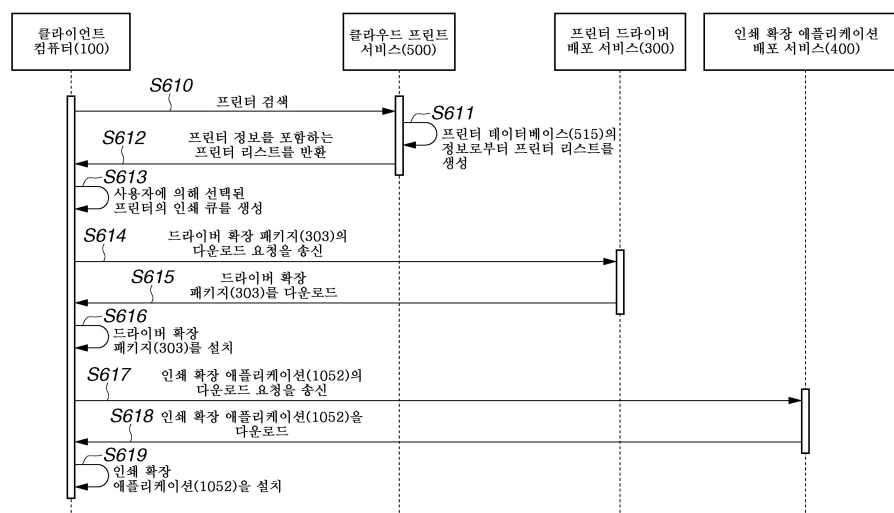 클라이언트
컴퓨터(100)
클라우드 프린트
서비스(500)
프린터 드라이버
배포 서비스(300)
인쇄 확장 애플리케이션
배포 서비스(400)
S610
프린터 검색
S611
프린터 데이터베이스(515)의
정보로부터 프린터 리스트를
생성
S612
프린터 정보를 포함하는
프린터 리스트를 반환
S613
사용자에 의해 선택된
프린터의 인쇄 큐를 생성
S614
드라이버 확장 패키지(303)의
다운로드 요청을 송신
S615
드라이버 확장
패키지(303)를 다운로드
S616
드라이버 확장
패키지(303)를 설치
S617
인쇄 확장 애플리케이션(1052)의
다운로드 요청을 송신
S618
인쇄 확장 애플리케이션(1052)을
다운로드
S619
인쇄 확장
애플리케이션(1052)을 설치